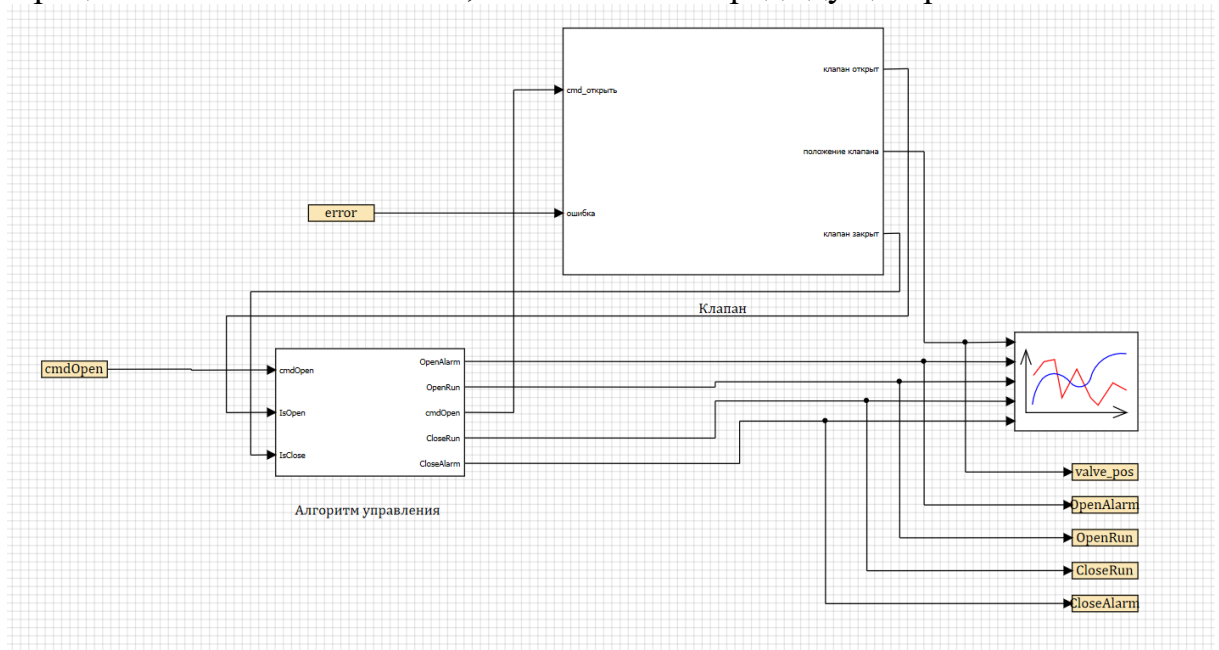 клапан открыт
cmd_открыть
положение клапана
error
ошибка
клапан закрыт
Клапан
cmdOpen
cmdOpen
OpenAlarm
OpenRun
IsOpen
cmdOpen
CloseRun
IsClose
CloseAlarm
Алгоритм управления
valve_pos
OpenAlarm
OpenRun
CloseRun
CloseAlarm